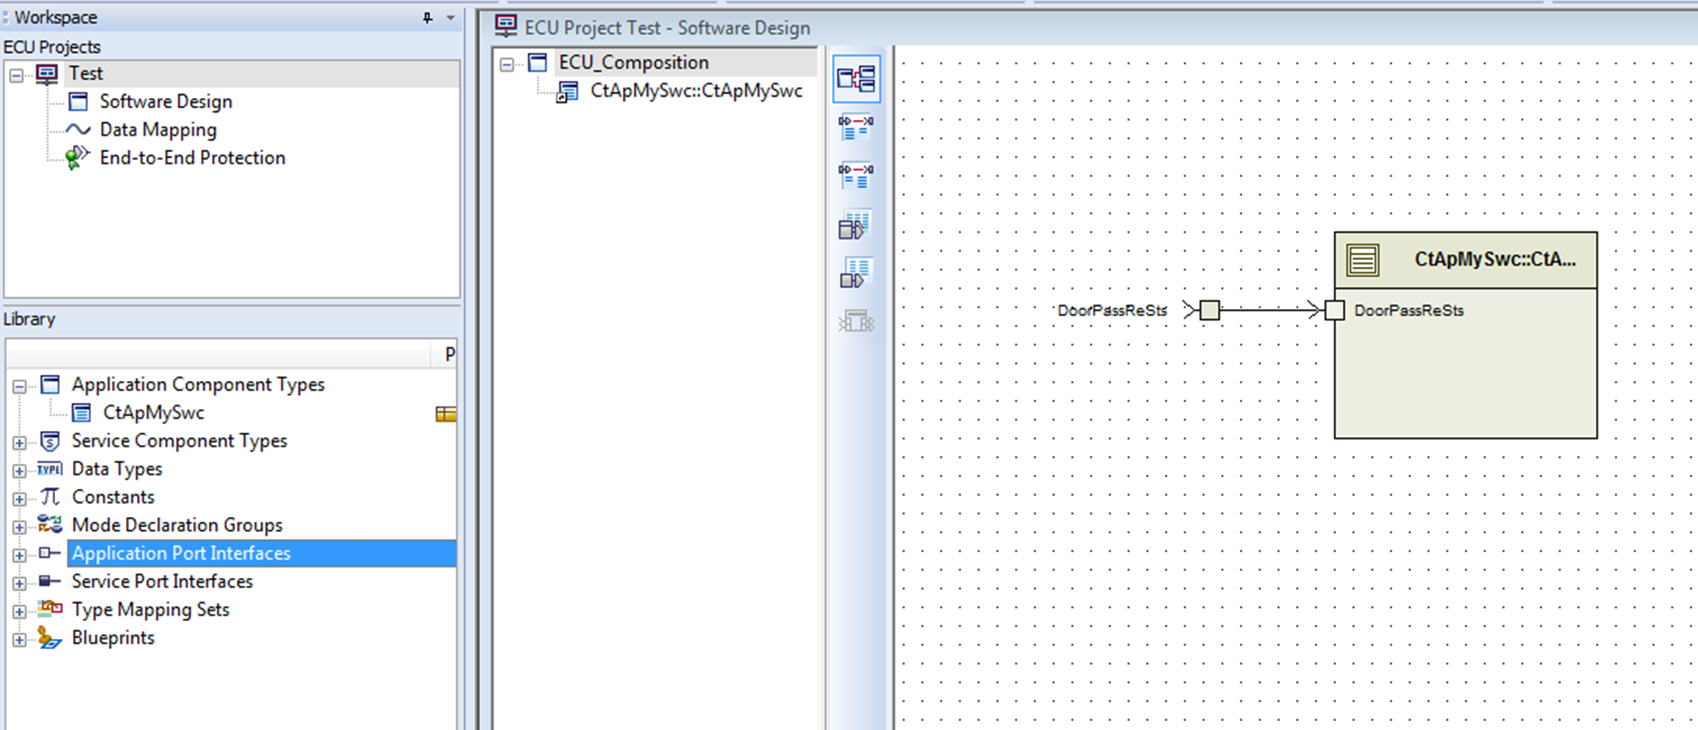 Workspace
ECU Projects
Test
Software Design
Data Mapping
End-to-End Protection
Library
P
Application Component Types
CtApMySwc
Service Component Types
TYPE Data Types
π Constants
Mode Declaration Groups
Application Port Interfaces
Service Port Interfaces
Type Mapping Sets
Blueprints
ECU Project Test - Software Design
ECU_Composition
CtApMySwc::CtApMySwc
CtApMySwc::CtA...
DoorPassReSts
DoorPassReSts